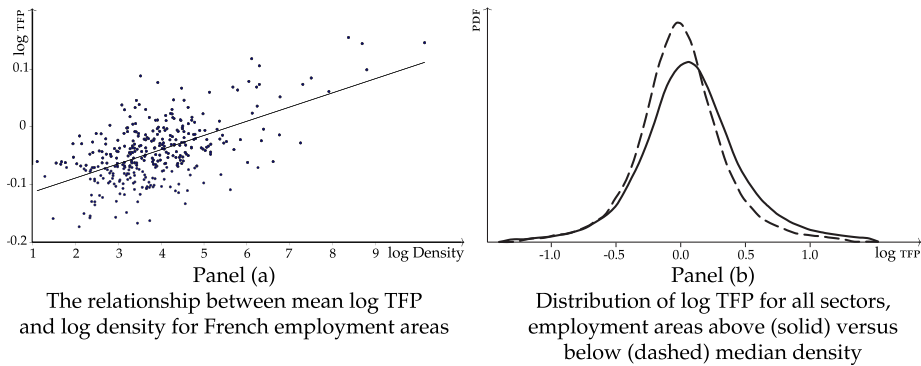 log TFP
0.1
0
-0.1
-0.2
1 2 3 4 5 6 7 8 9 log Density
Panel (a)
The relationship between mean log TFP
and log density for French employment areas
PDF
-1.0 -0.5 0.0 0.5 1.0 log TFP
Panel (b)
Distribution of log TFP for all sectors,
employment areas above (solid) versus
below (dashed) median density